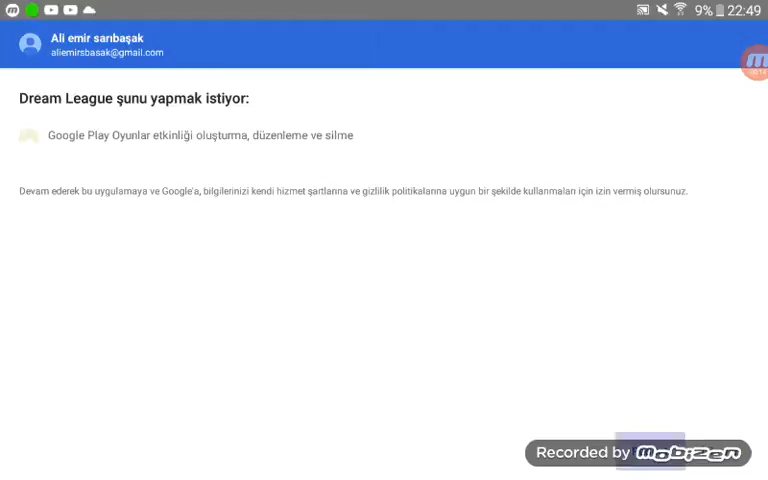 9% 22:49
Ali emir sarıbaşak
aliemirsbasak@gmail.com
00:14
Dream League şunu yapmak istiyor:
Google Play Oyunlar etkinliği oluşturma, düzenleme ve silme
Devam ederek bu uygulamaya ve Google'a, bilgilerinizi kendi hizmet şartlarına ve gizlilik politikalarına uygun bir şekilde kullanmaları için izin vermiş olursunuz.
Recorded by mobizen